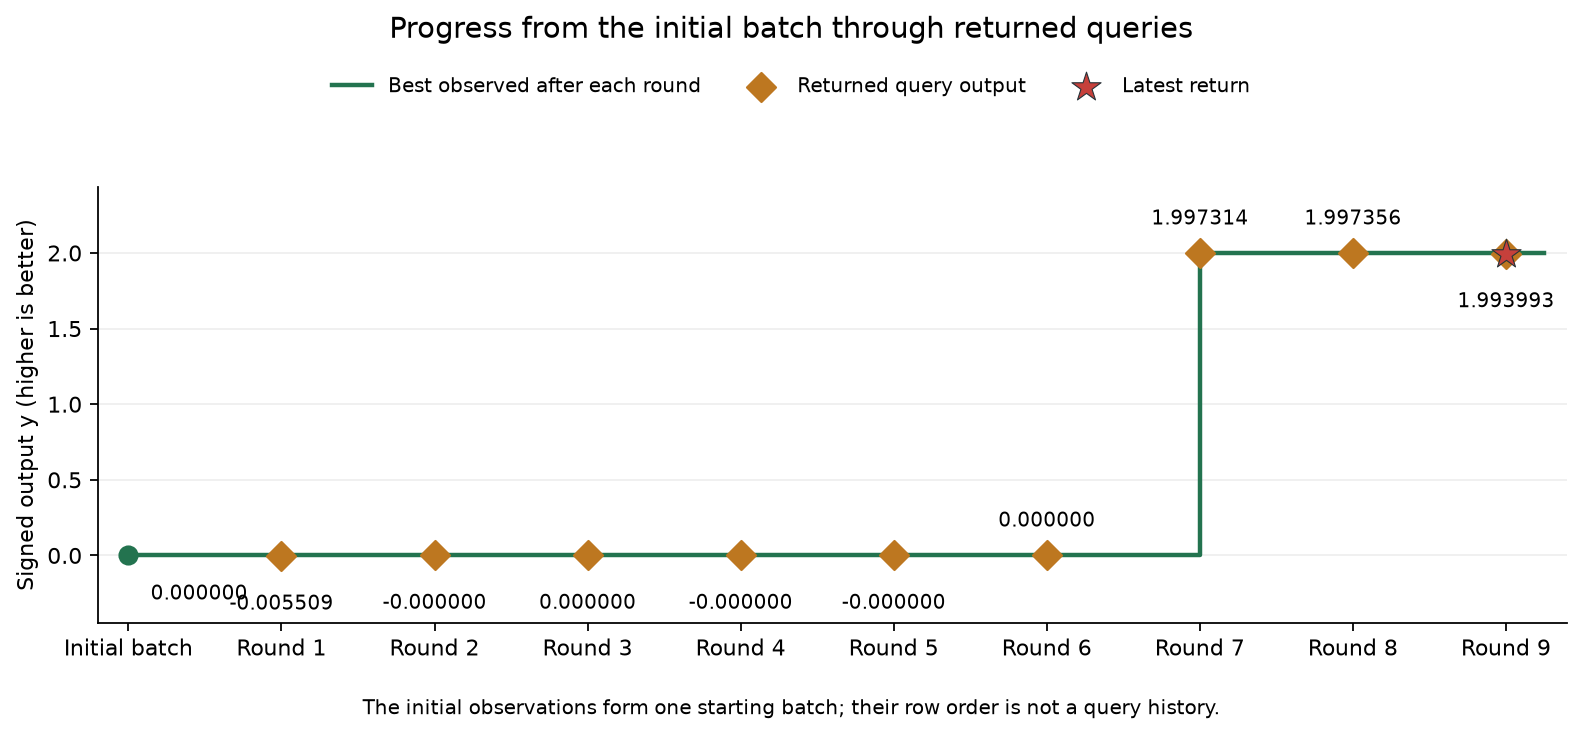 Progress from the initial batch through returned queries
Best observed after each round
Returned query output
Latest return
Signed output y (higher is better)
2.0
1.5
1.0
0.5
0.0
0.000000
-0.005509
-0.000000
0.000000
-0.000000
-0.000000
0.000000
1.997314
1.997356
1.993993
Initial batch
Round 1
Round 2
Round 3
Round 4
Round 5
Round 6
Round 7
Round 8
Round 9
The initial observations form one starting batch; their row order is not a query history.